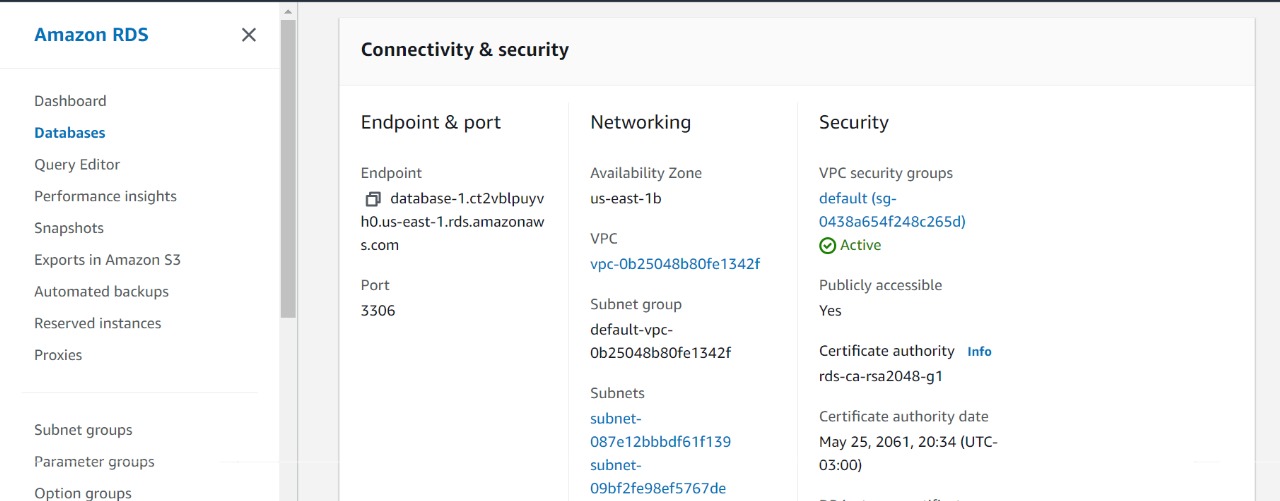 Amazon RDS
Dashboard
Databases
Query Editor
Performance insights
Snapshots
Exports in Amazon S3
Automated backups
Reserved instances
Proxies
Subnet groups
Parameter groups
Option groups
Connectivity & security
Endpoint & port
Endpoint
database-1.ct2vblpuyv
h0.us-east-1.rds.amazonaw
s.com
Port
3306
Networking
Availability Zone
us-east-1b
VPC
vpc-0b25048b80fe1342f
Subnet group
default-vpc-
0b25048b80fe1342f
Subnets
subnet-
087e12bbbdf61f139
subnet-
09bf2fe98ef5767de
Security
VPC security groups
default (sg-
0438a654f248c265d)
Active
Publicly accessible
Yes
Certificate authority Info
rds-ca-rsa2048-g1
Certificate authority date
May 25, 2061, 20:34 (UTC-
03:00)